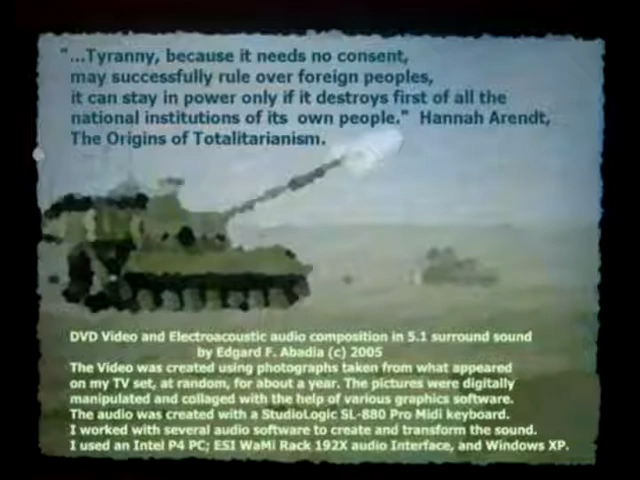 "...Tyranny, because it needs no consent,
may successfully rule over foreign peoples,
it can stay in power only if it destroys first of all the
national institutions of its own people." Hannah Arendt,
The Origins of Totalitarianism.
DVD Video and Electroacoustic audio composition in 5.1 surround sound
by Edgard F. Abadia (c) 2005
The Video was created using photographs taken from what appeared
on my TV set, at random, for about a year. The pictures were digitally
manipulated and collaged with the help of various graphics software.
The audio was created with a StudioLogic SL-880 Pro Midi keyboard.
I worked with several audio software to create and transform the sound.
I used an Intel P4 PC; ESI WaMi Rack 192X audio Interface, and Windows XP.